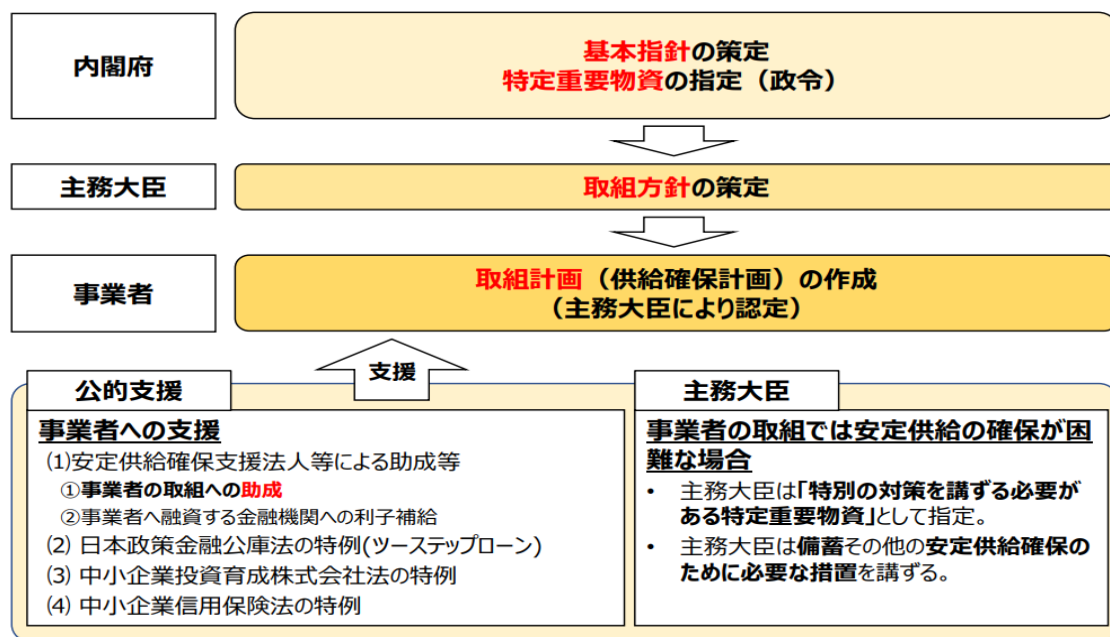 内閣府
基本指針の策定
特定重要物資の指定（政令）
主務大臣
取組方針の策定
事業者
取組計画（供給確保計画）の作成
（主務大臣により認定）
支援
公的支援
事業者への支援
⑴安定供給確保支援法人等による助成等
①事業者の取組への助成
②事業者へ融資する金融機関への利子補給
⑵ 日本政策金融公庫法の特例(ツーステップローン)
⑶ 中小企業投資育成株式会社法の特例
⑷ 中小企業信用保険法の特例
主務大臣
事業者の取組では安定供給の確保が困
難な場合
• 主務大臣は「特別の対策を講ずる必要が
ある特定重要物資」として指定。
• 主務大臣は備蓄その他の安定供給確保の
ために必要な措置を講ずる。